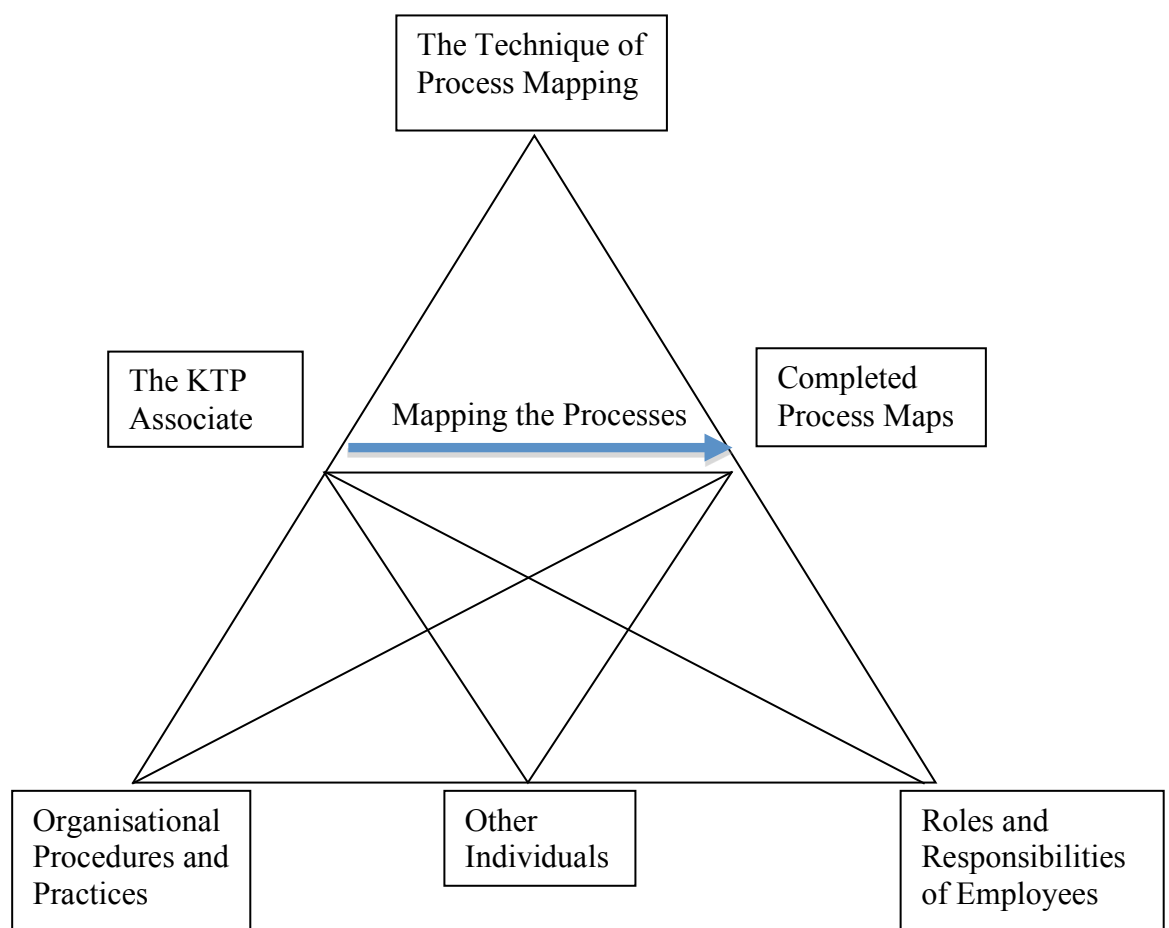 The Technique of
Process Mapping
The KTP
Associate
Mapping the Processes
Completed
Process Maps
Organisational
Procedures and
Practices
Other
Individuals
Roles and
Responsibilities
of Employees